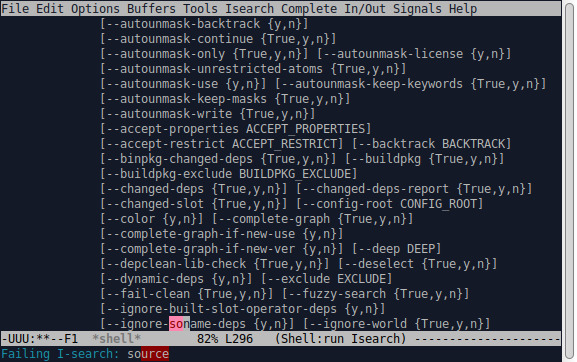 File Edit Options Buffers Tools Isearch Complete In/Out Signals Help
[--autounmask-backtrack {y,n}]
[--autounmask-continue {True,y,n}]
[--autounmask-only {True,y,n}] [--autounmask-license {y,n}]
[--autounmask-unrestricted-atoms {True,y,n}]
[--autounmask-use {y,n}] [--autounmask-keep-keywords {True,y,n}]
[--autounmask-keep-masks {True,y,n}]
[--autounmask-write {True,y,n}]
[--accept-properties ACCEPT_PROPERTIES]
[--accept-restrict ACCEPT_RESTRICT] [--backtrack BACKTRACK]
[--binpkg-changed-deps {True,y,n}] [--buildpkg {True,y,n}]
[--buildpkg-exclude BUILDPKG_EXCLUDE]
[--changed-deps {True,y,n}] [--changed-deps-report {True,y,n}]
[--changed-slot {True,y,n}] [--config-root CONFIG_ROOT]
[--color {y,n}] [--complete-graph {True,y,n}]
[--complete-graph-if-new-use {y,n}]
[--complete-graph-if-new-ver {y,n}] [--deep DEEP]
[--depclean-lib-check {True,y,n}] [--deselect {True,y,n}]
[--dynamic-deps {y,n}] [--exclude EXCLUDE]
[--fail-clean {True,y,n}] [--fuzzy-search {True,y,n}]
[--ignore-built-slot-operator-deps {y,n}]
[--ignore-soname-deps {y,n}] [--ignore-world {True,y,n}]
-UUU:**--F1  *shell*       82% L296   (Shell:run Isearch) ---------------------
Failing I-search: source